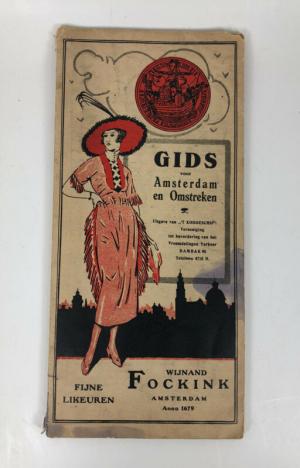 GIDS
VOOR
Amsterdam
en Omstreken
Uitgave van „'T KOGGESCHIP"
Vereeniging
tot bevordering van het
Vreemdelingen Verkeer
DAMRAK
Telefoon
FIJNE
LIKEUREN
WIJNAND
FOCKINK
AMSTERDAM
Anno 1679